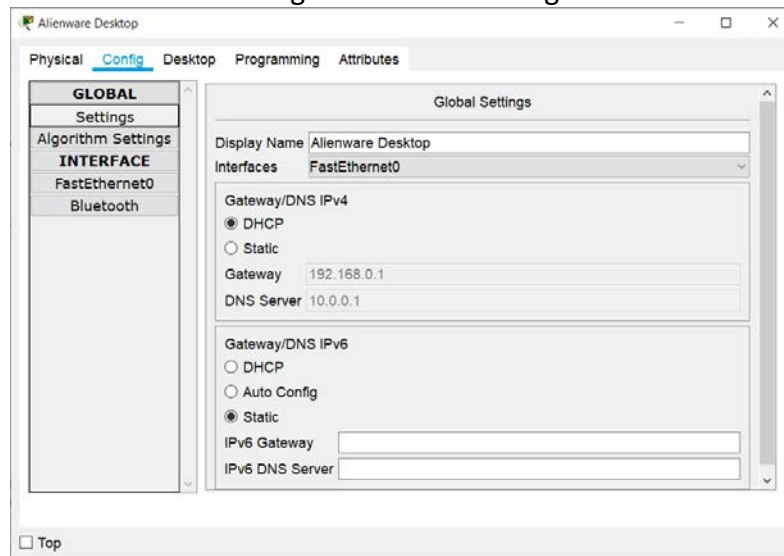 Alienware Desktop
Physical Config Desktop Programming Attributes
GLOBAL
Settings
Algorithm Settings
INTERFACE
FastEthernet0
Bluetooth
Global Settings
Display Name Alienware Desktop
Interfaces FastEthernet0
Gateway/DNS IPv4
DHCP
Static
Gateway 192.168.0.1
DNS Server 10.0.0.1
Gateway/DNS IPv6
DHCP
Auto Config
Static
IPv6 Gateway
IPv6 DNS Server
Top